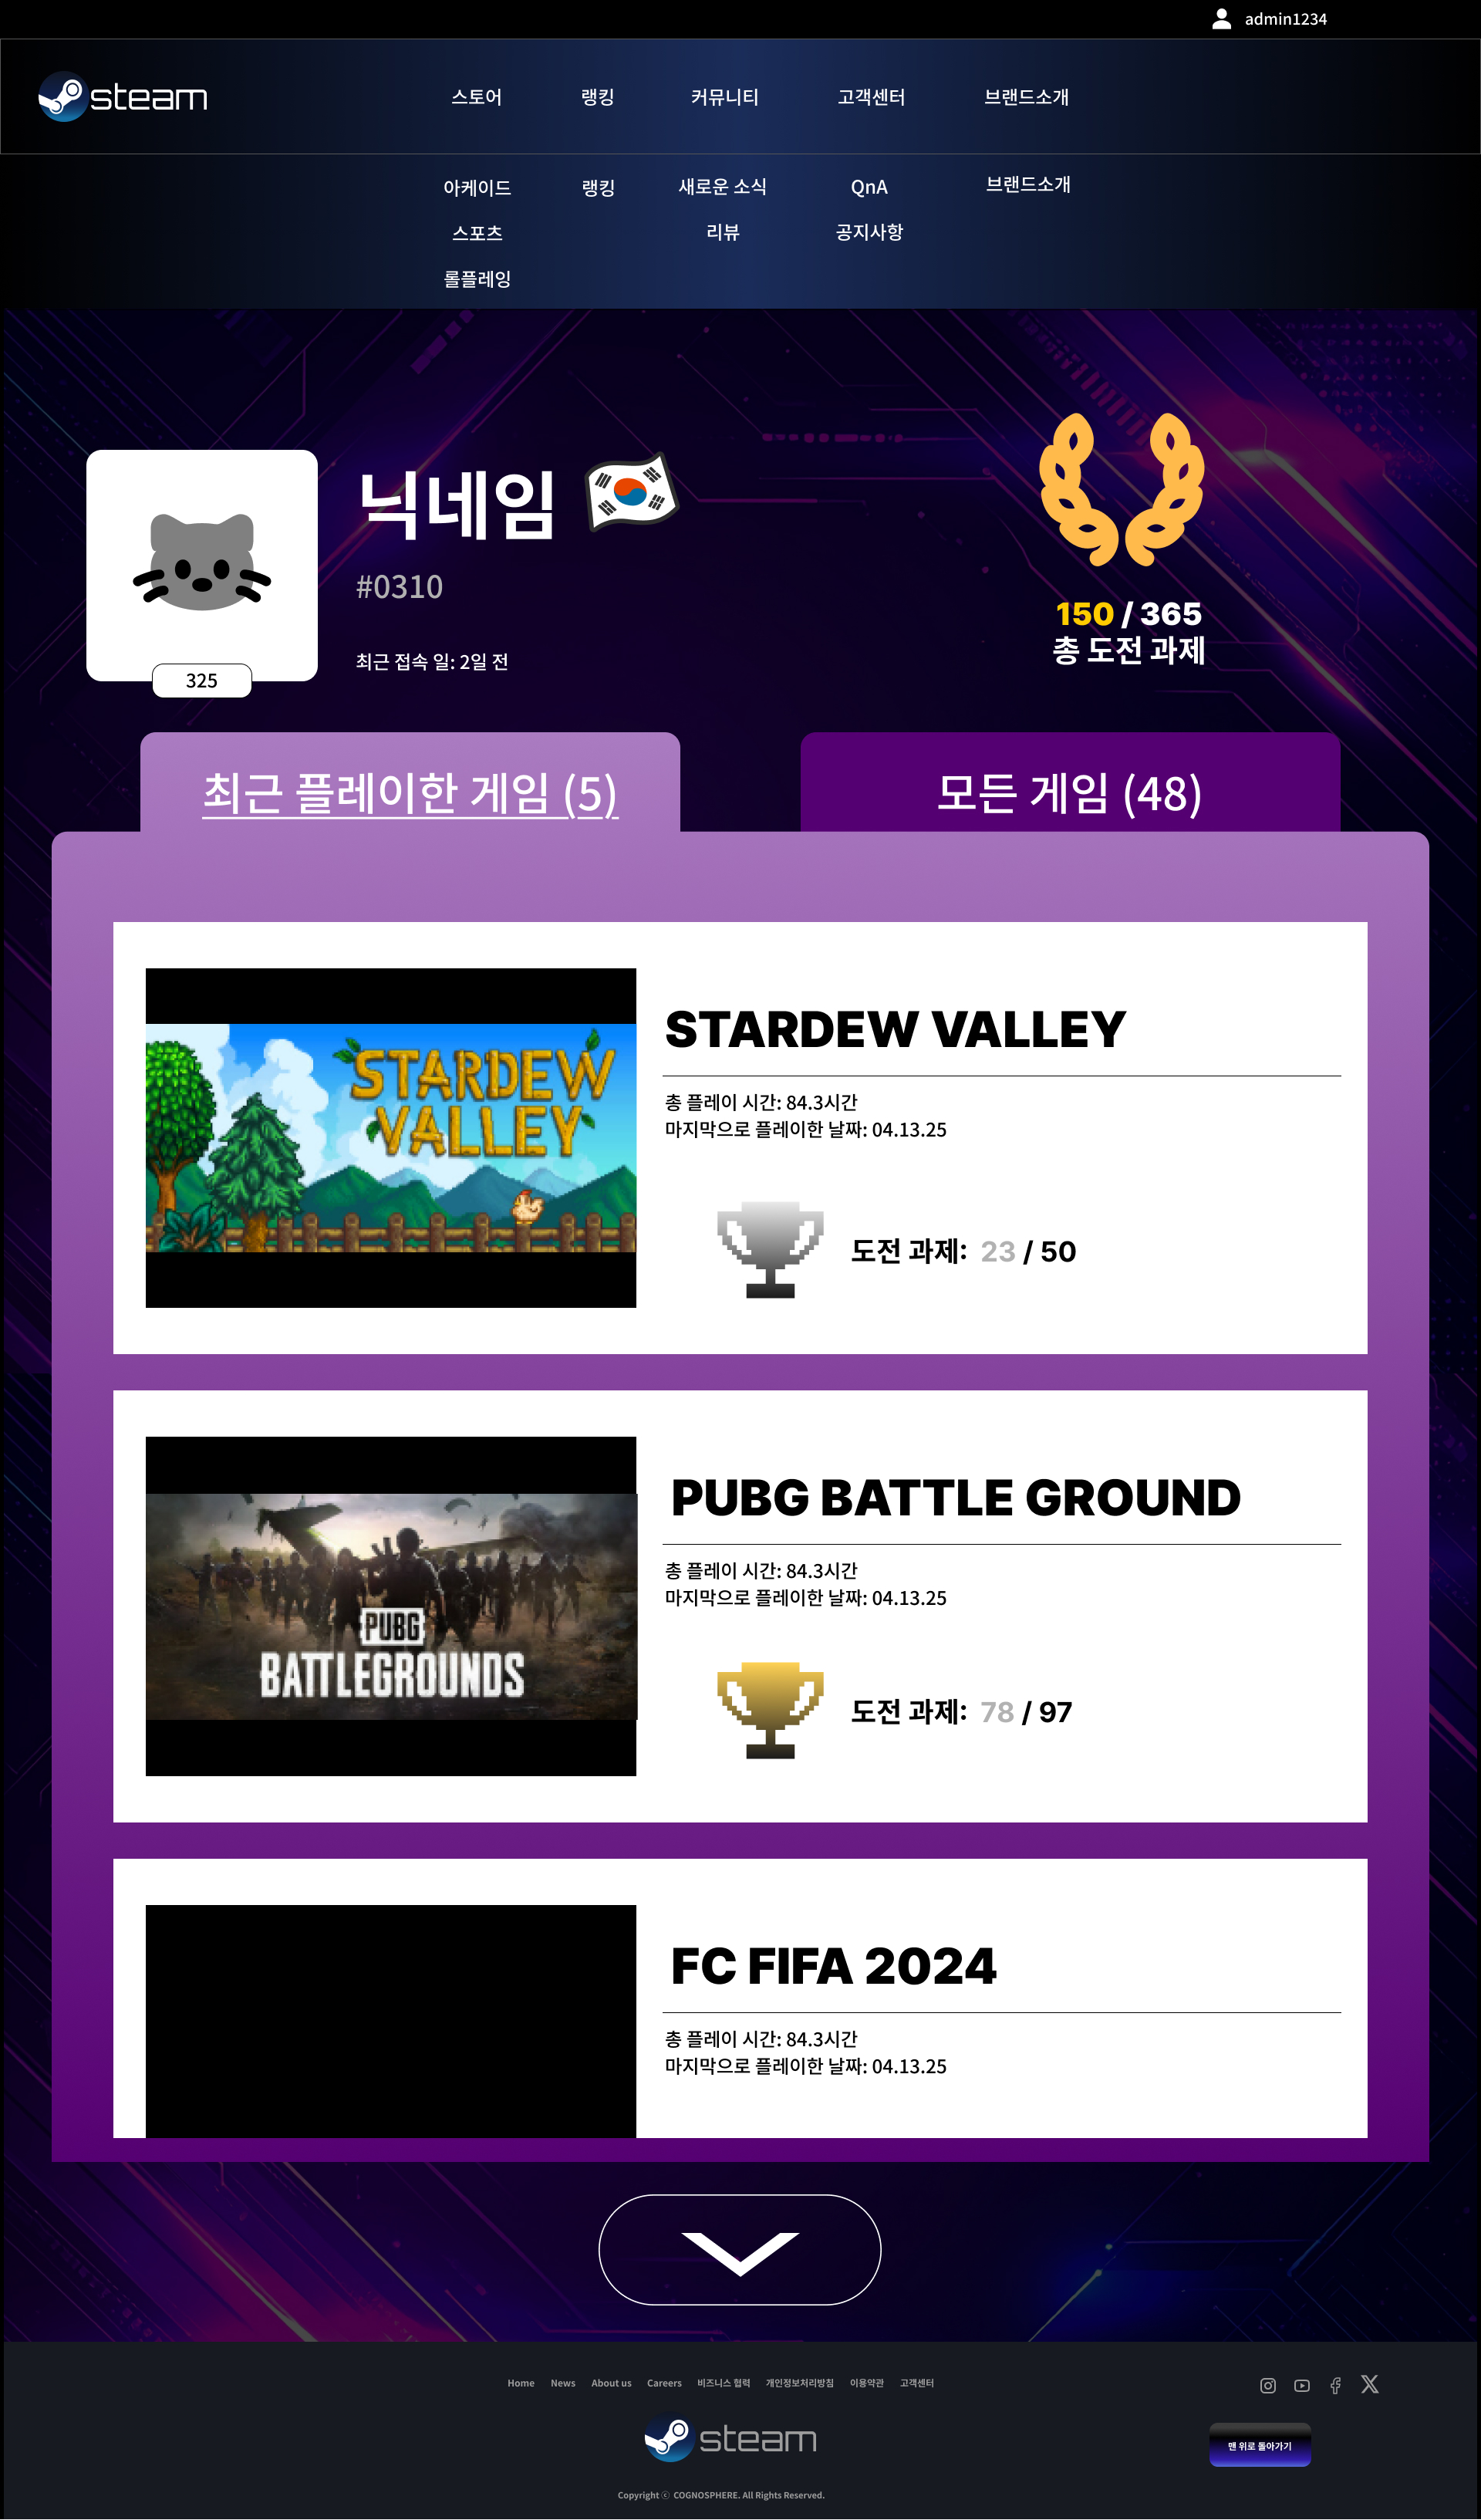 admin1234
steam
스토어 랭킹 커뮤니티 고객센터 브랜드소개
아케이드 랭킹 새로운 소식 QnA 브랜드소개
스포츠 리뷰 공지사항
롤플레잉
닉네임
#0310
최근 접속 일: 2일 전
325
150 / 365
총 도전 과제
최근 플레이한 게임 (5)
모든 게임 (48)
STARDEW
VALLEY
STARDEW VALLEY
총 플레이 시간: 84.3시간
마지막으로 플레이한 날짜: 04.13.25
도전 과제: 23 / 50
PUBG
BATTLEGROUNDS
PUBG BATTLE GROUND
총 플레이 시간: 84.3시간
마지막으로 플레이한 날짜: 04.13.25
도전 과제: 78 / 97
FC FIFA 2024
총 플레이 시간: 84.3시간
마지막으로 플레이한 날짜: 04.13.25
Home News About us Careers 비즈니스 협력 개인정보처리방침 이용약관 고객센터
steam
맨 위로 돌아가기
Copyright ⓒ COGNOSPHERE. All Rights Reserved.